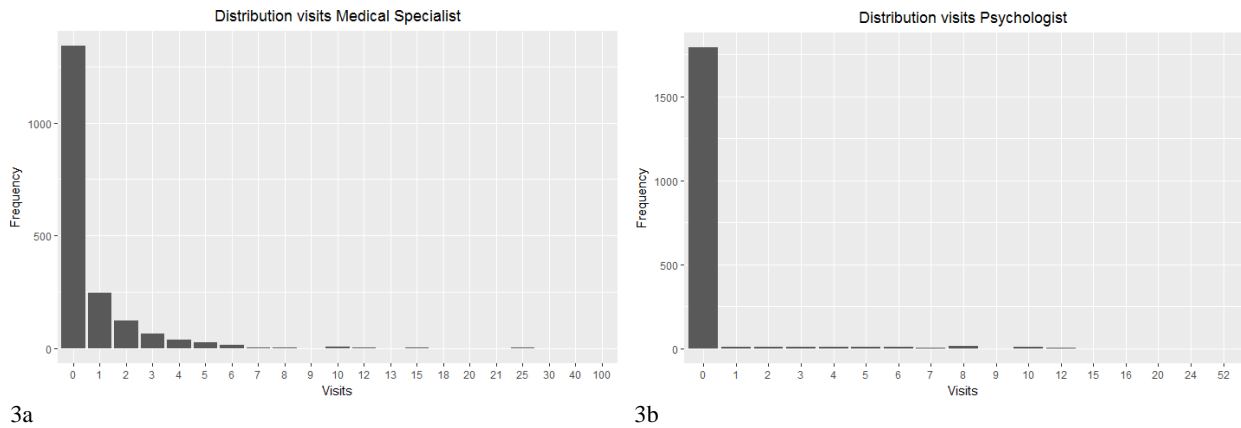 Distribution visits Medical Specialist
Frequency
1000
500
0
0 1 2 3 4 5 6 7 8 9 10 12 13 15 20 21 25 30 40 100
Visits
3a
Distribution visits Psychologist
Frequency
1500
1000
500
0
0 1 2 3 4 5 6 7 8 9 10 12 15 16 20 24 52
Visits
3b